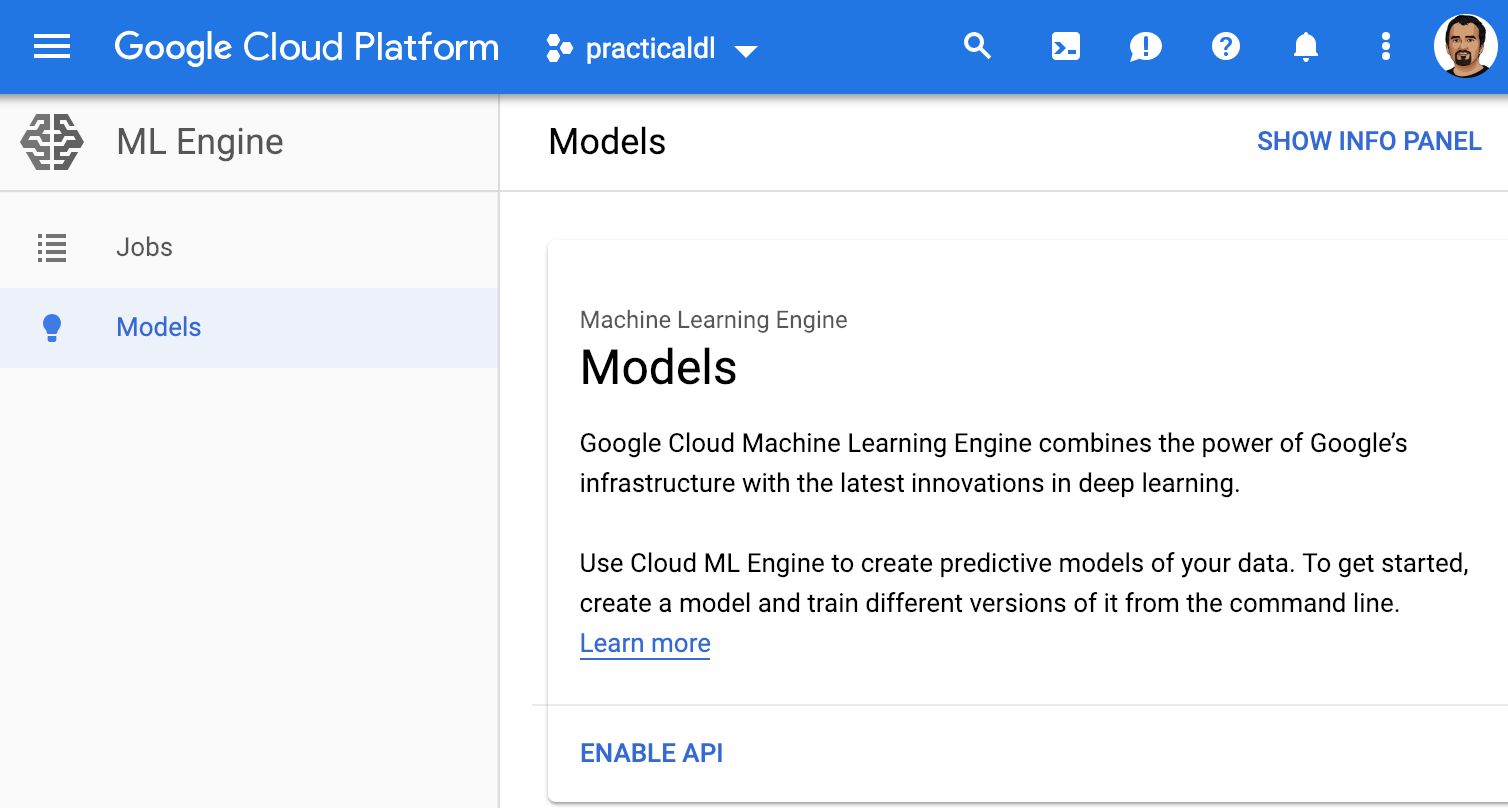 Google Cloud Platform
practicaldl
ML Engine
Models
SHOW INFO PANEL
Jobs
Models
Machine Learning Engine
Models
Google Cloud Machine Learning Engine combines the power of Google’s
infrastructure with the latest innovations in deep learning.
Use Cloud ML Engine to create predictive models of your data. To get started,
create a model and train different versions of it from the command line.
Learn more
ENABLE API